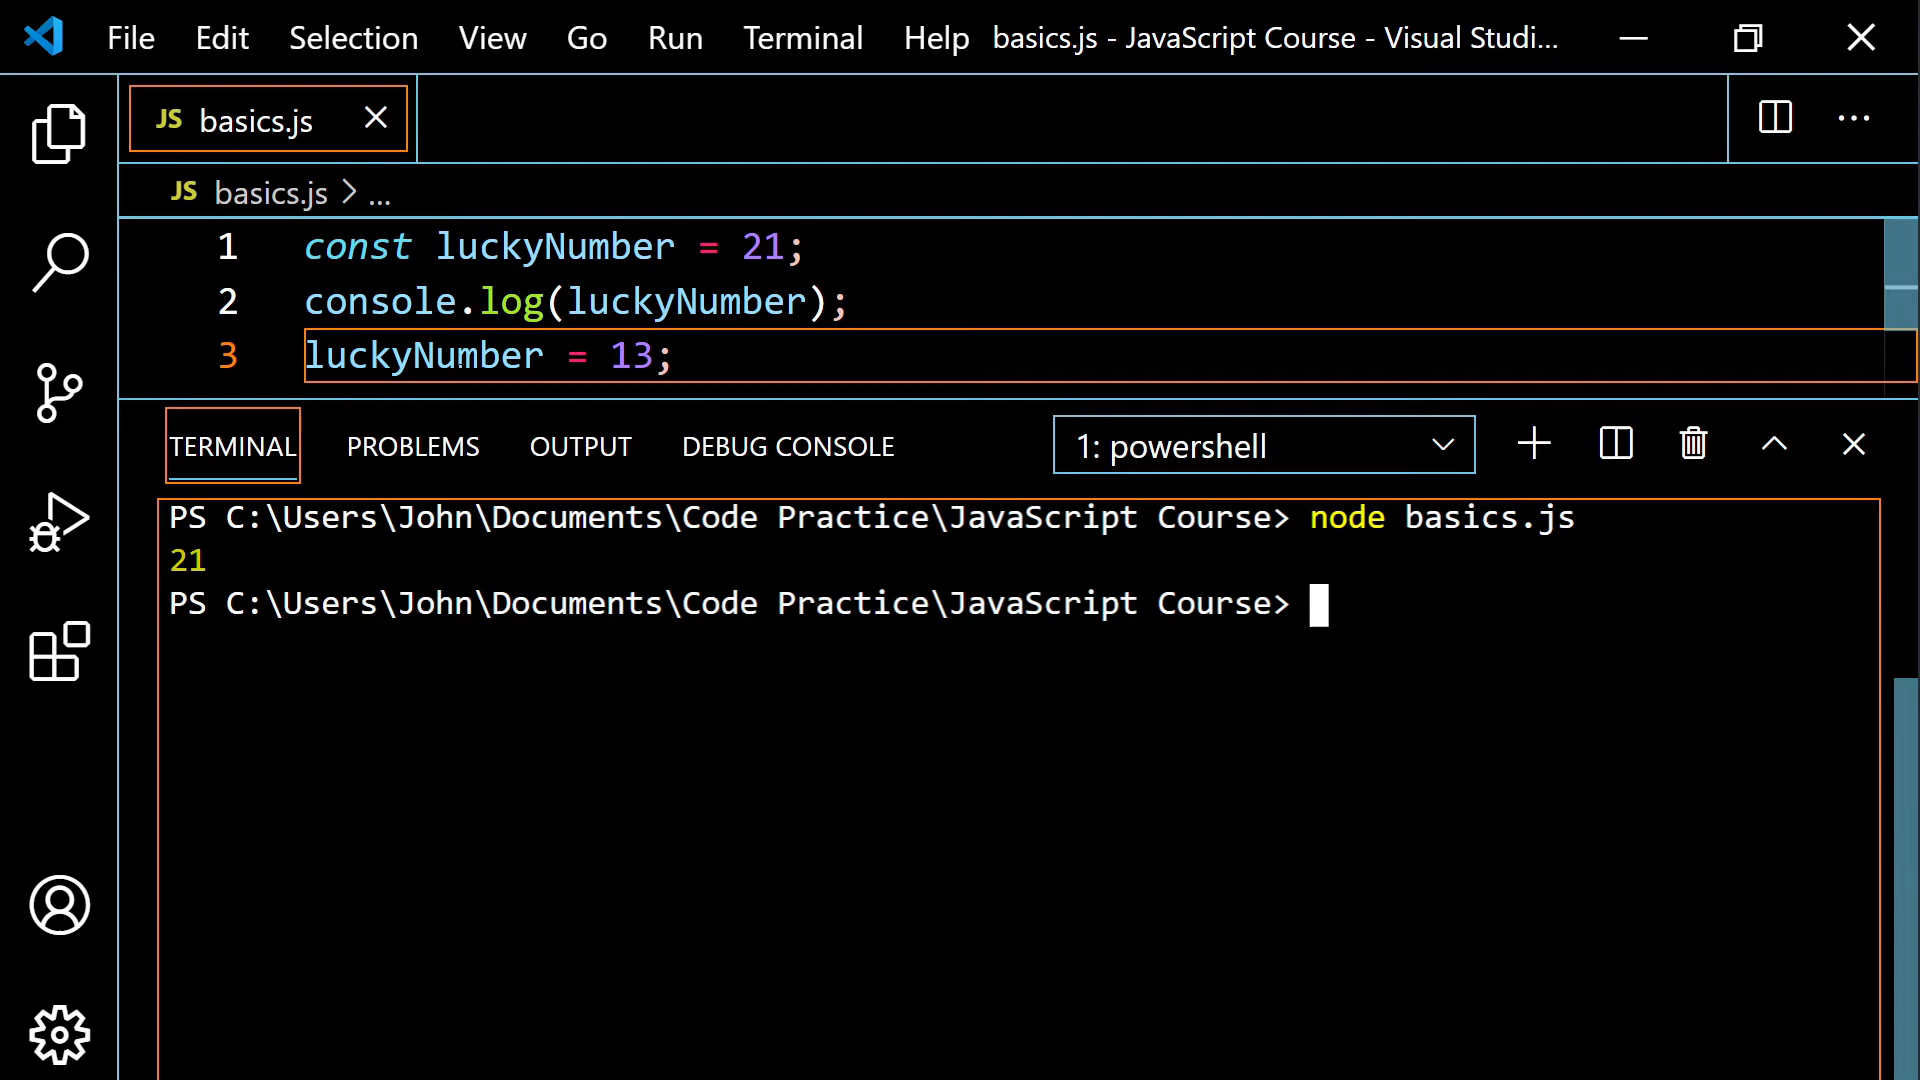 File Edit Selection View Go Run Terminal Help basics.js - JavaScript Course - Visual Studi...
JS basics.js
JS basics.js > ...
1 const luckyNumber = 21;
2 console.log(luckyNumber);
3 luckyNumber = 13;
TERMINAL PROBLEMS OUTPUT DEBUG CONSOLE 1: powershell
PS C:\Users\John\Documents\Code Practice\JavaScript Course> node basics.js
21
PS C:\Users\John\Documents\Code Practice\JavaScript Course>